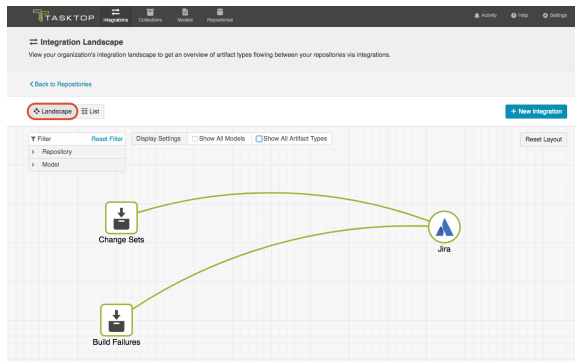 TASKTOP
Integrations
Collections
Models
Repositories
Activity
Help
Settings
Integration Landscape
View your organization's integration landscape to get an overview of artifact types flowing between your repositories via integrations.
Back to Repositories
Landscape
List
+ New Integration
Filter
Reset Filter
Display Settings
Show All Models
Show All Artifact Types
Reset Layout
Repository
Model
Change Sets
Jira
Build Failures